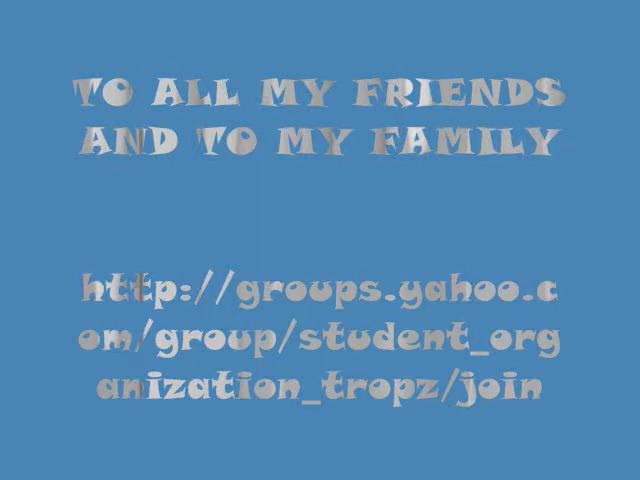 TO ALL MY FRIENDS
AND TO MY FAMILY
http://groups.yahoo.c
om/group/student_org
anization_tropz/join